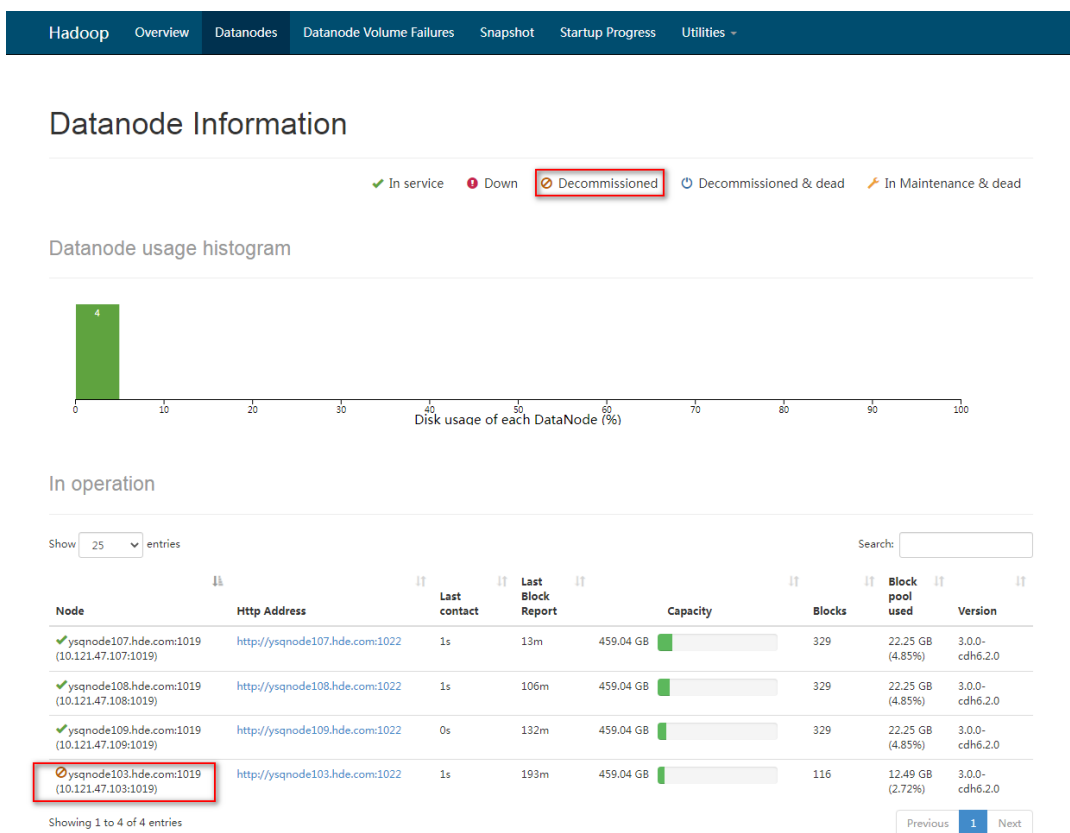 Hadoop Overview Datanodes Datanode Volume Failures Snapshot Startup Progress Utilities
Datanode Information
In service Down Decommissioned Decommissioned & dead In Maintenance & dead
Datanode usage histogram
4
0 10 20 30 40 50 60 70 80 90 100
Disk usage of each DataNode (%)
In operation
Show 25 entries Search:
Node Http Address Last contact Last Block Report Capacity Blocks Block pool used Version
ysqnode107.hde.com:1019 http://ysqnode107.hde.com:1022 1s 13m 459.04 GB 329 22.25 GB 3.0.0-
(10.121.47.107:1019) (4.85%) cdh6.2.0
ysqnode108.hde.com:1019 http://ysqnode108.hde.com:1022 1s 106m 459.04 GB 329 22.25 GB 3.0.0-
(10.121.47.108:1019) (4.85%) cdh6.2.0
ysqnode109.hde.com:1019 http://ysqnode109.hde.com:1022 0s 132m 459.04 GB 329 22.25 GB 3.0.0-
(10.121.47.109:1019) (4.85%) cdh6.2.0
ysqnode103.hde.com:1019 http://ysqnode103.hde.com:1022 1s 193m 459.04 GB 116 12.49 GB 3.0.0-
(10.121.47.103:1019) (2.72%) cdh6.2.0
Showing 1 to 4 of 4 entries Previous 1 Next